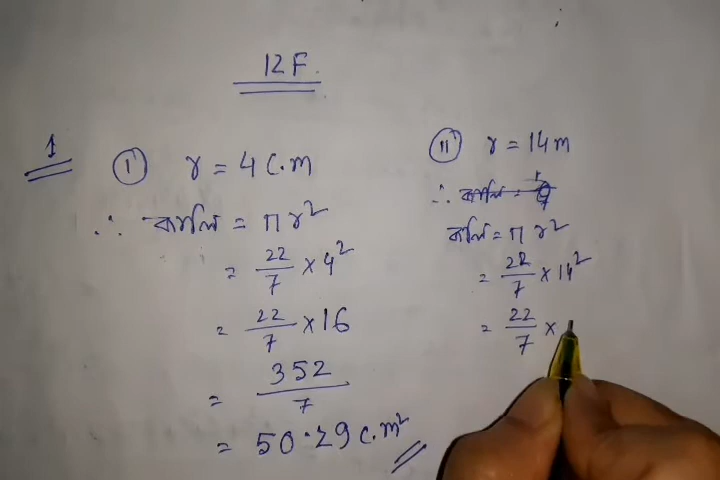 12F.
1
(i) r = 4 c.m
∴ কালি = πr²
= 22/7 × 4²
= 22/7 × 16
= 352/7
= 50.29 c.m²
(ii) r = 14 m
∴ কালি =
কালি = πr²
= 22/7 × 14²
= 22/7 ×